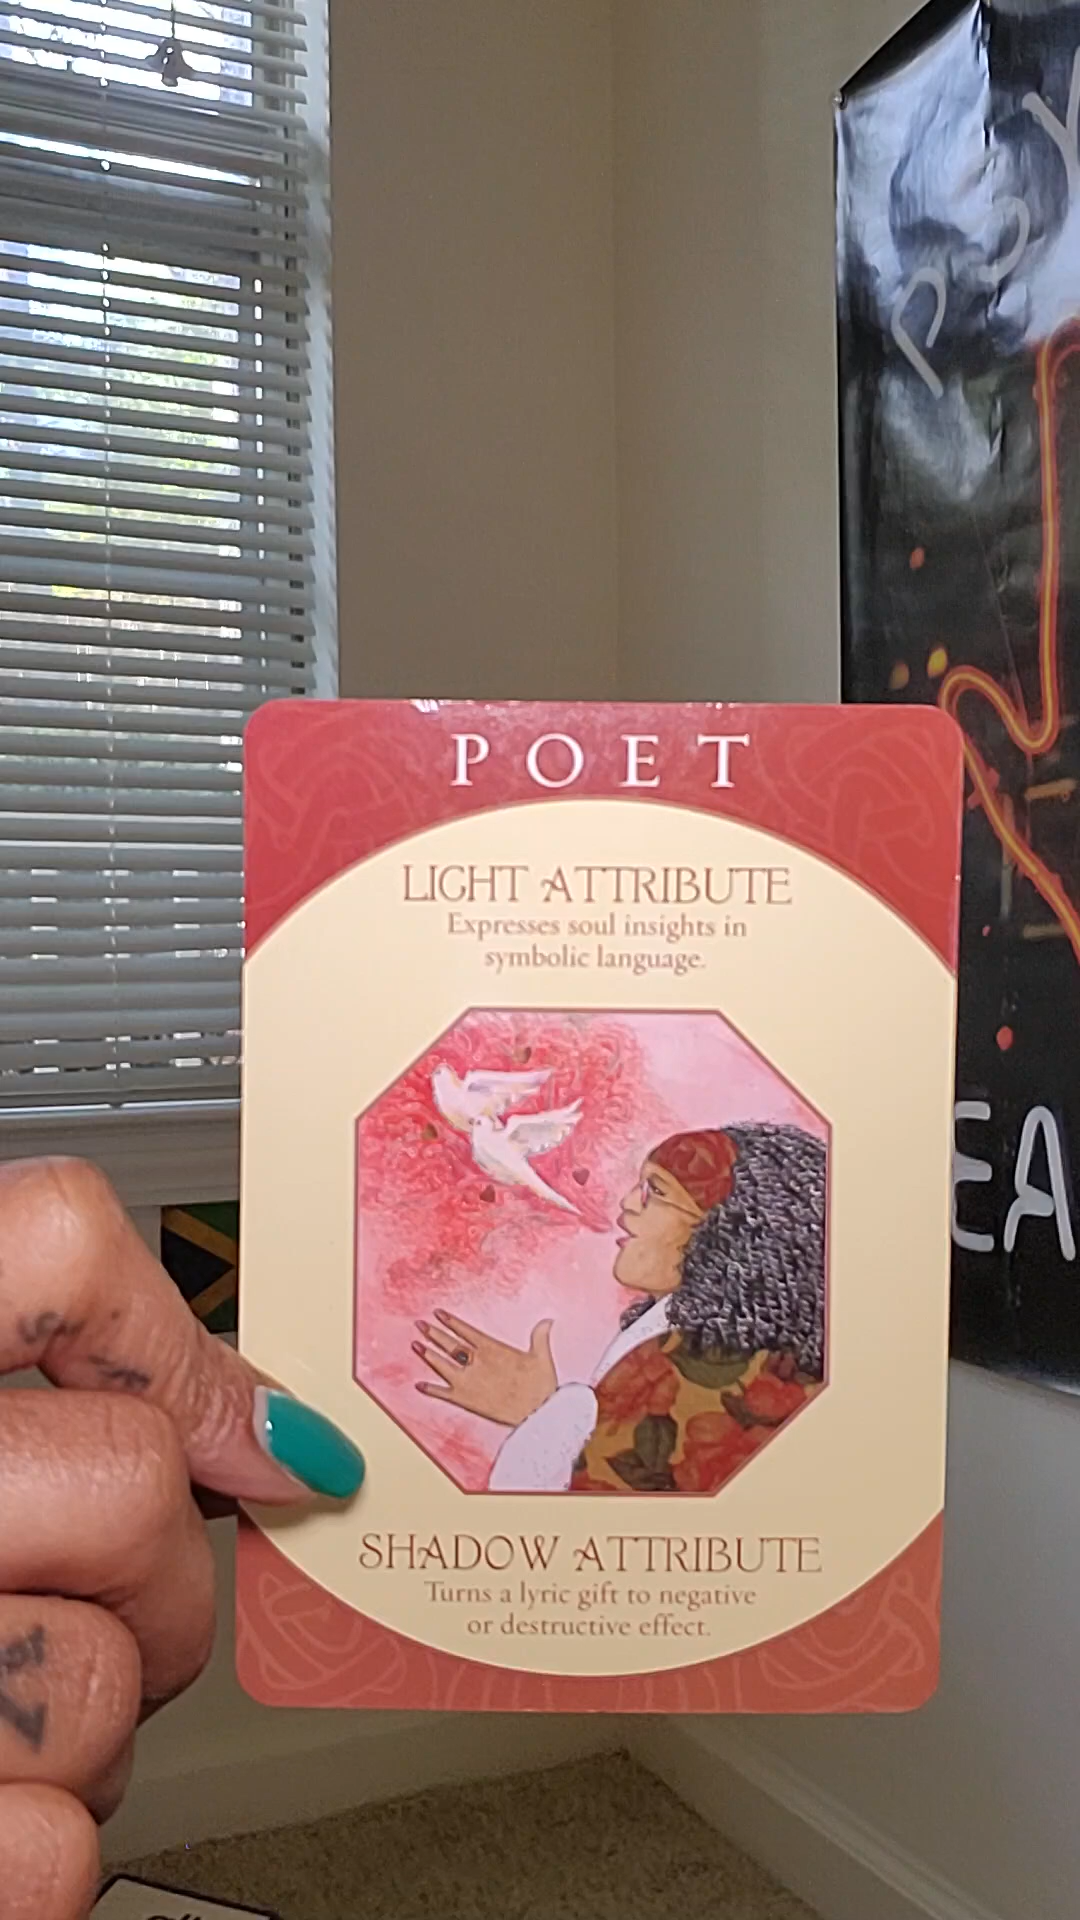 POET
LIGHT ATTRIBUTE
Expresses soul insights in
symbolic language.
SHADOW ATTRIBUTE
Turns a lyric gift to negative
or destructive effect.
EA